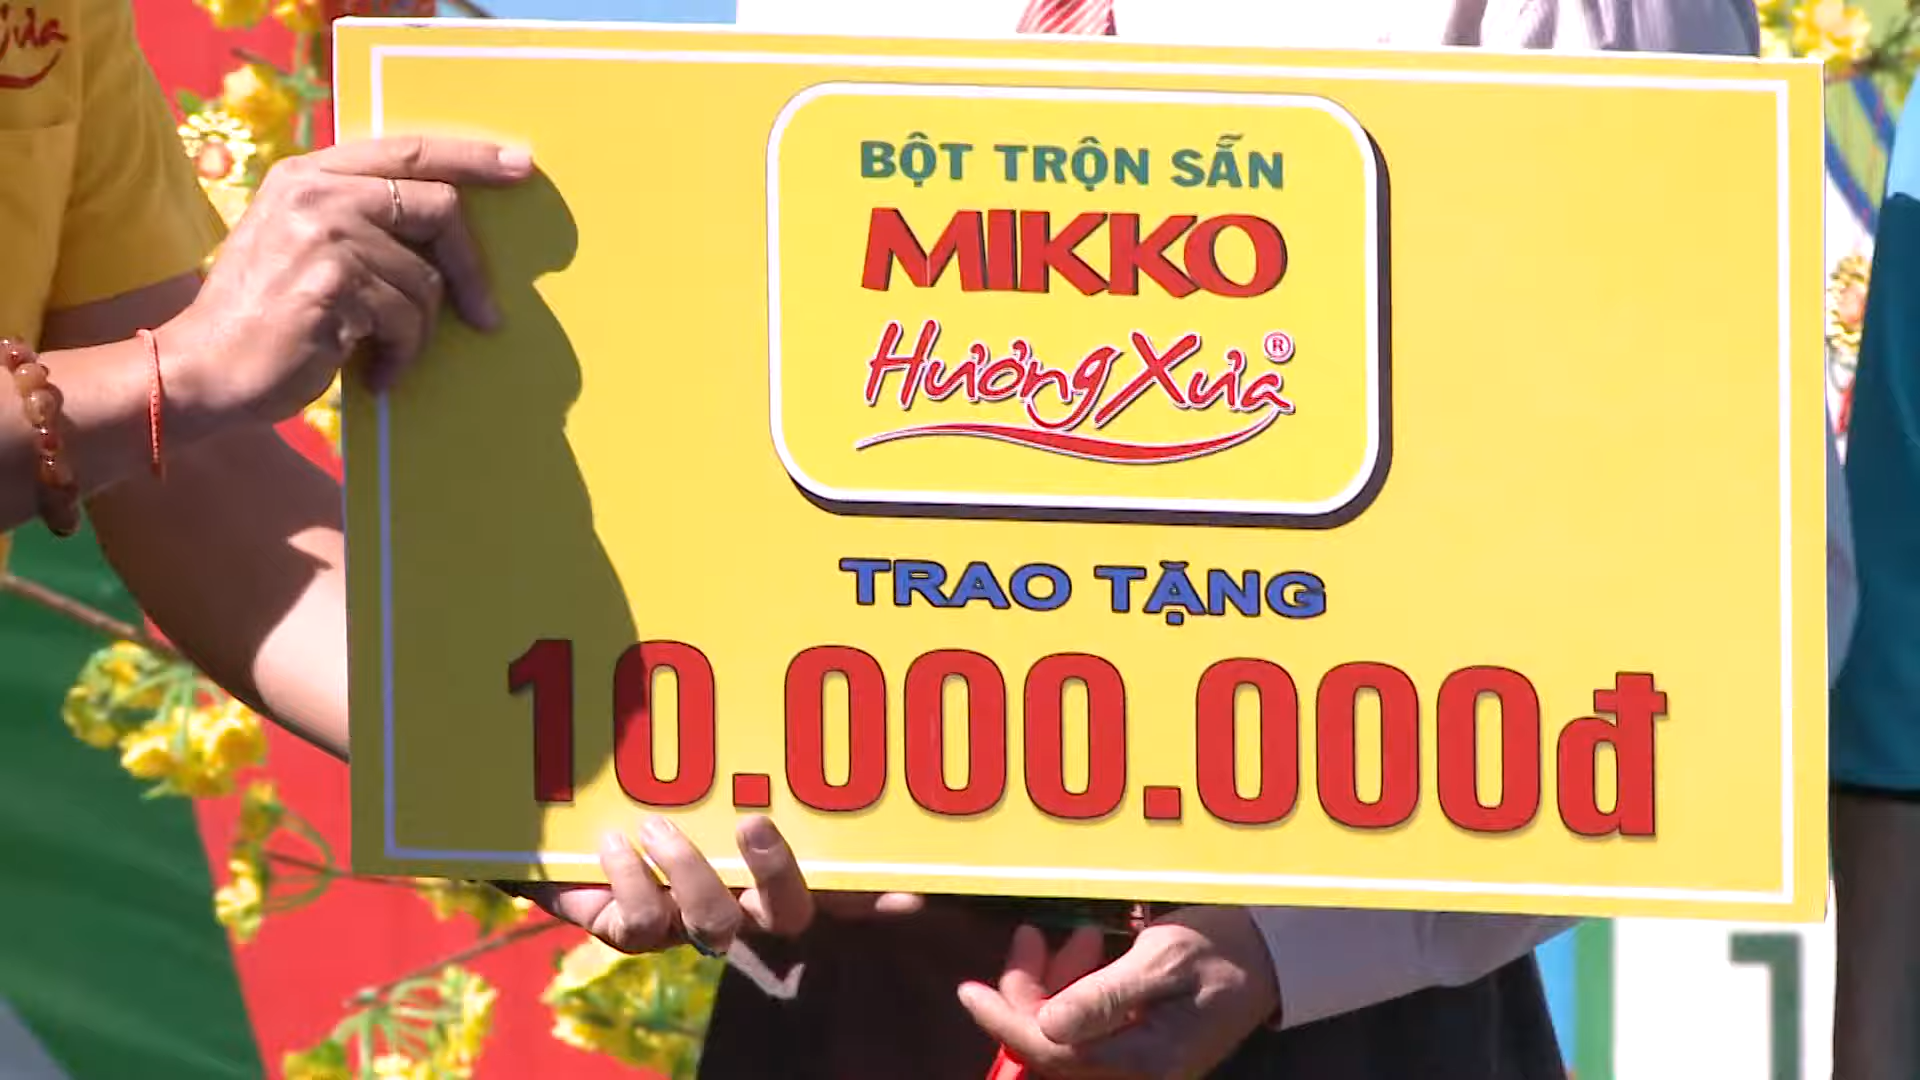 BỘT TRỘN SẴN
MIKKO
Hương Xưa®
TRAO TẶNG
10.000.000đ